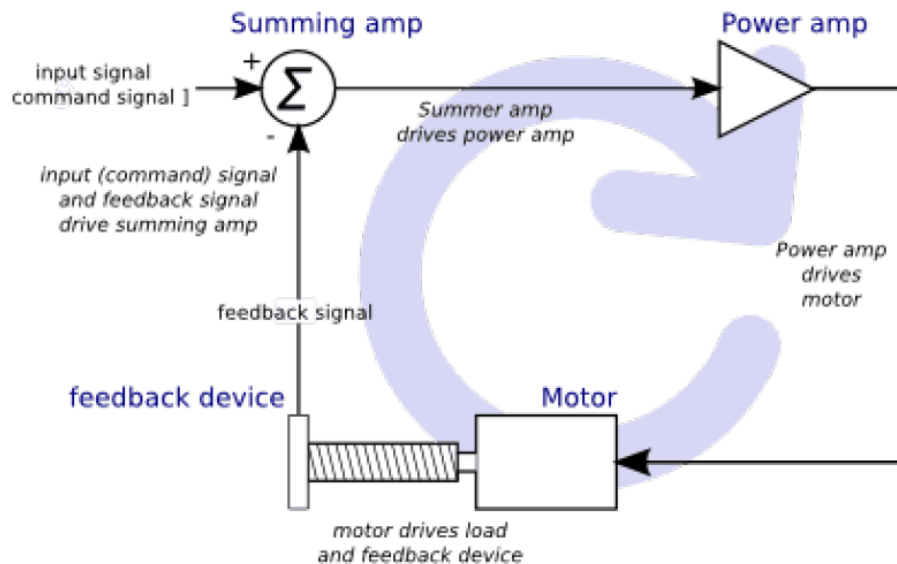 Summing amp
Power amp
+
input signal
command signal ]
Σ
-
Summer amp
drives power amp
input (command) signal
and feedback signal
drive summing amp
Power amp
drives
motor
feedback signal
feedback device
Motor
motor drives load
and feedback device